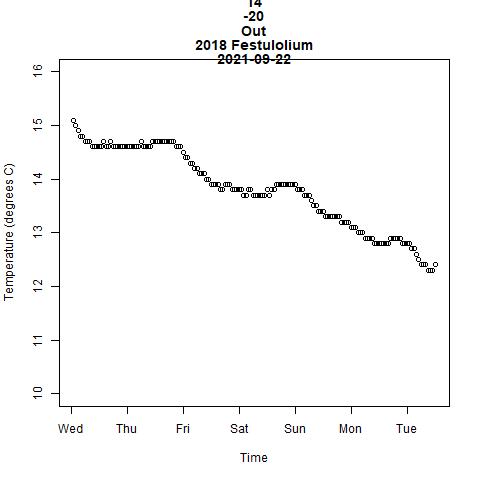 14
-20
Out
2018 Festulolium
2021-09-22
16
15
14
13
12
11
10
Temperature (degrees C)
Wed Thu Fri Sat Sun Mon Tue
Time